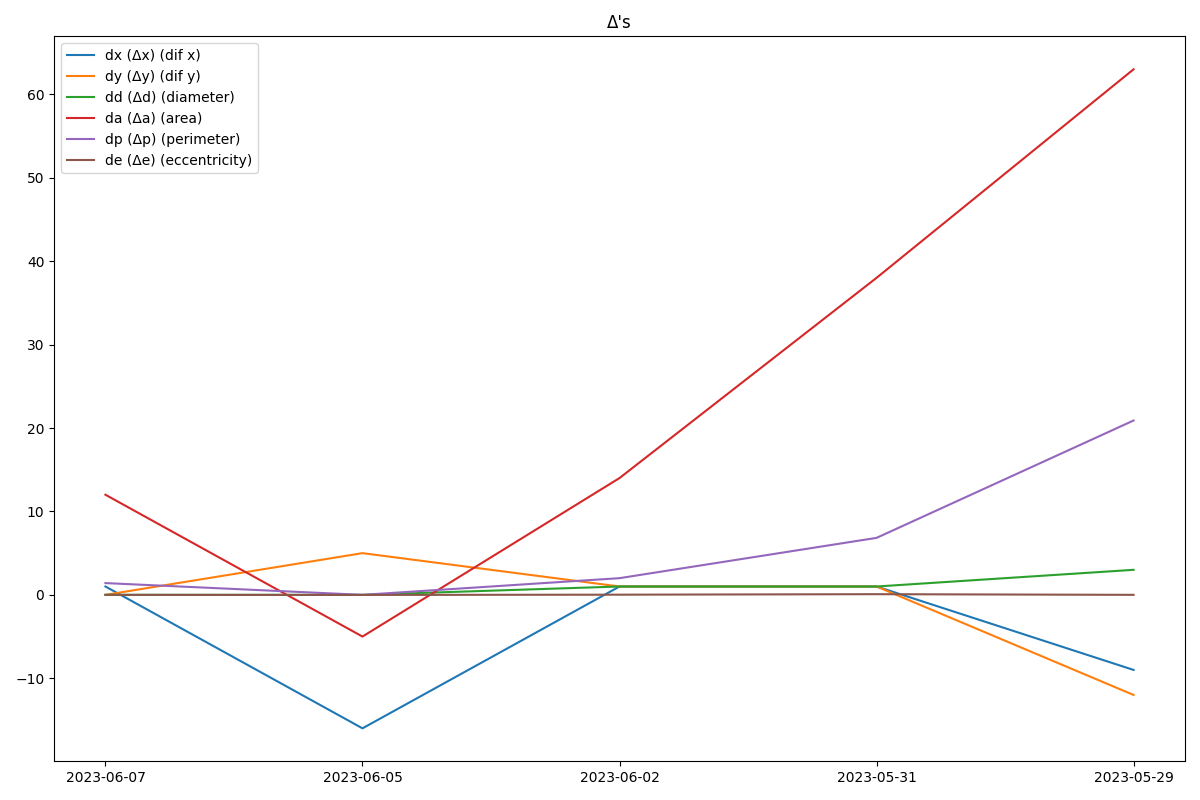 Δ's
dx (Δx) (dif x)
dy (Δy) (dif y)
dd (Δd) (diameter)
da (Δa) (area)
dp (Δp) (perimeter)
de (Δe) (eccentricity)
60
50
40
30
20
10
0
−10
2023-06-07 2023-06-05 2023-06-02 2023-05-31 2023-05-29